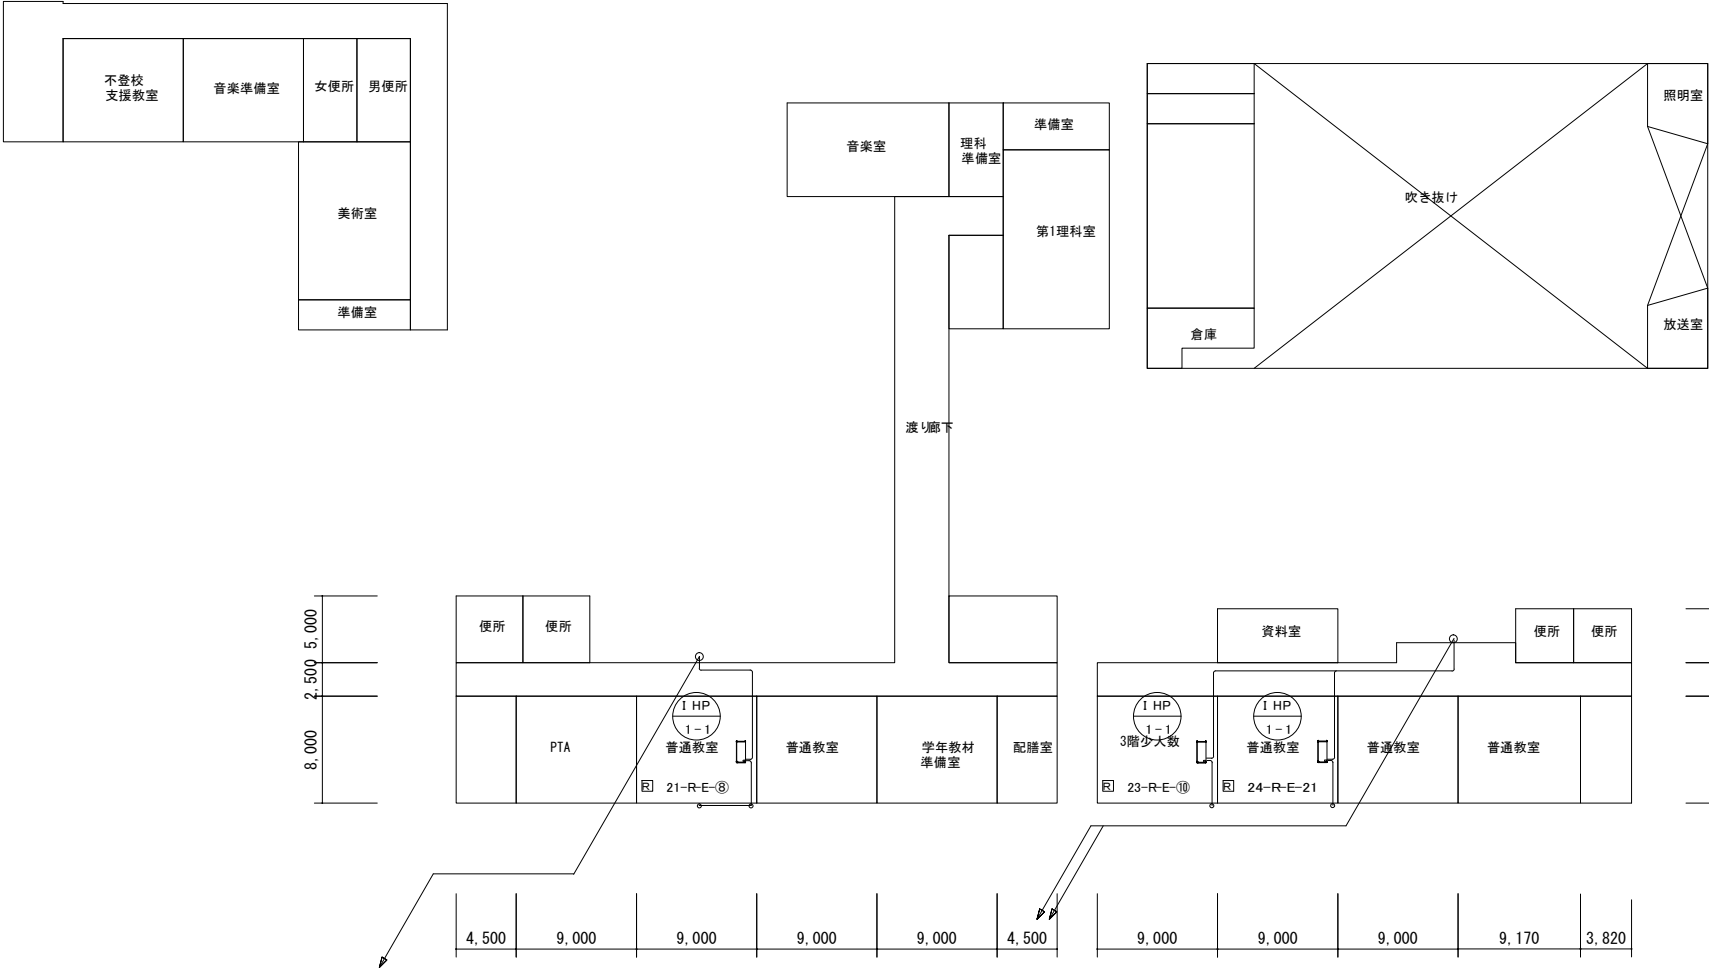 不登校
支援教室
音楽準備室
女便所
男便所
美術室
準備室
音楽室
理科
準備室
準備室
第1理科室
渡り廊下
照明室
吹き抜け
倉庫
放送室
5,000
2,500
8,000
便所
便所
PTA
I HP
1-1
普通教室
R 21-R-E-⑧
普通教室
学年教材
準備室
配膳室
資料室
便所
便所
I HP
1-1
3階少人数
R 23-R-E-⑩
I HP
1-1
普通教室
R 24-R-E-21
普通教室
普通教室
4,500
9,000
9,000
9,000
9,000
4,500
9,000
9,000
9,000
9,170
3,820